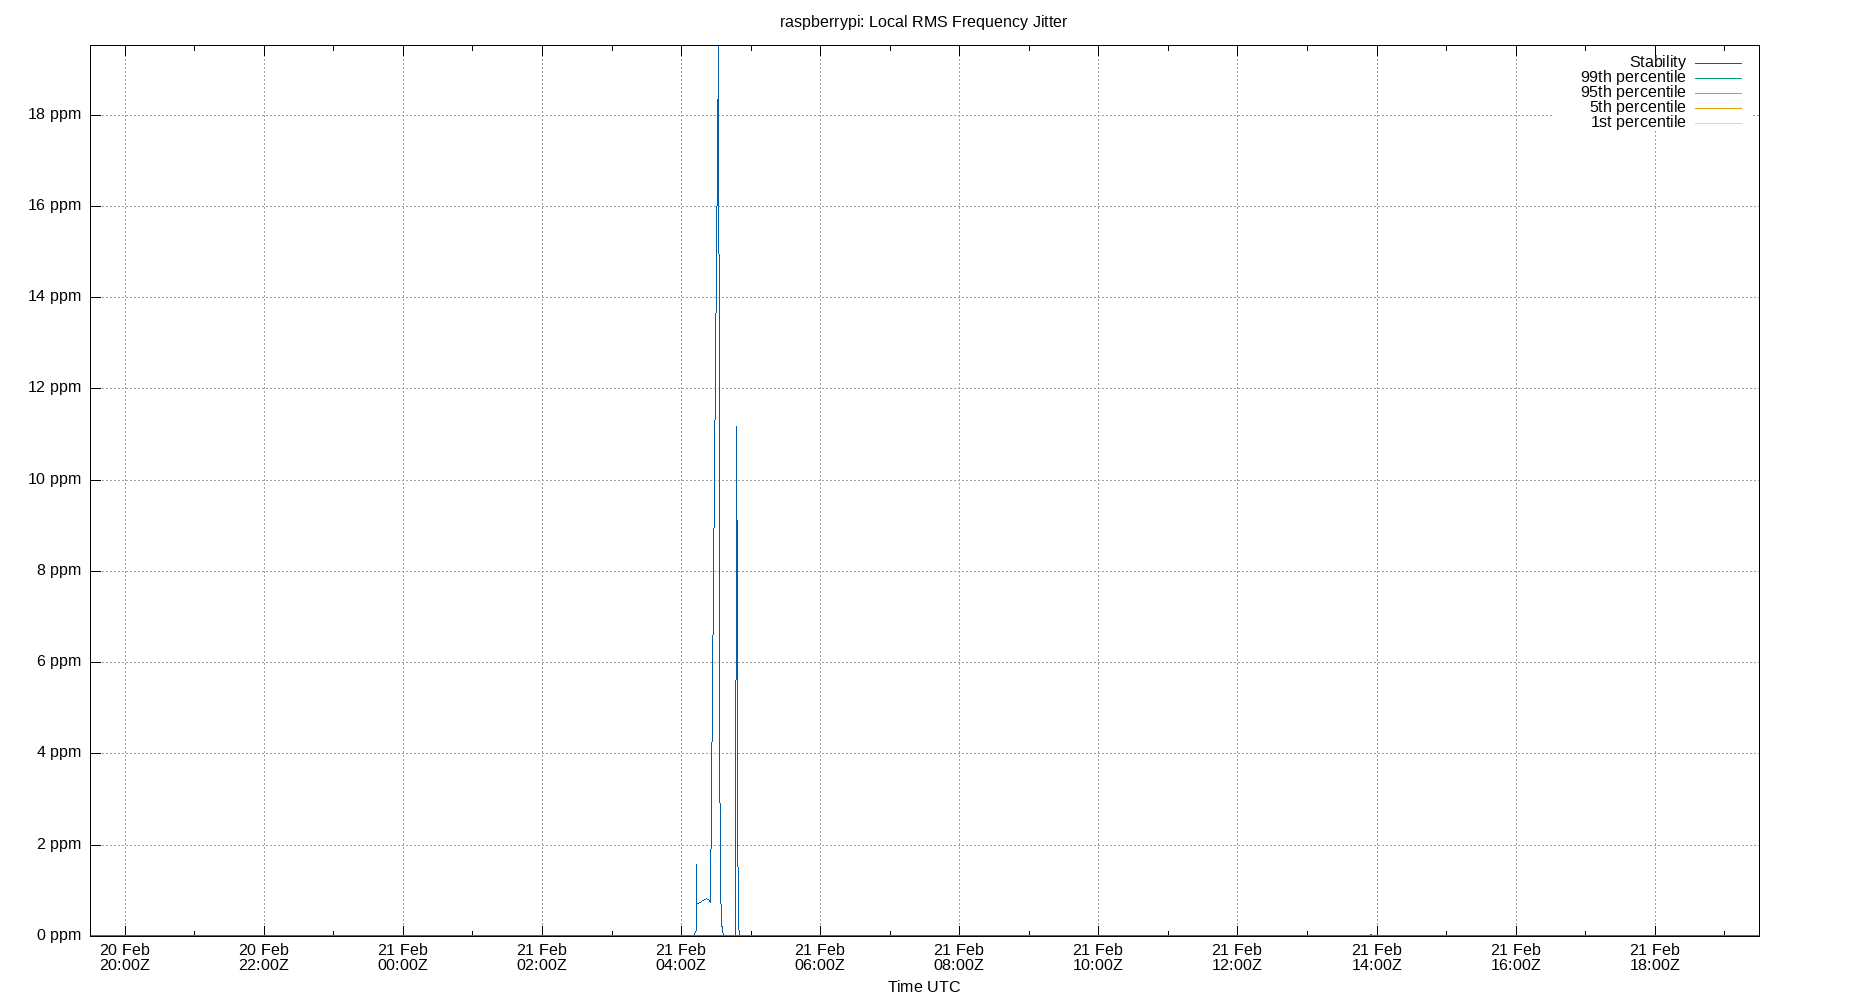 raspberrypi: Local RMS Frequency Jitter
Stability
99th percentile
95th percentile
5th percentile
1st percentile
18 ppm
16 ppm
14 ppm
12 ppm
10 ppm
8 ppm
6 ppm
4 ppm
2 ppm
0 ppm
20 Feb 20 Feb 21 Feb 21 Feb 21 Feb 21 Feb 21 Feb 21 Feb 21 Feb 21 Feb 21 Feb 21 Feb
20:00Z 22:00Z 00:00Z 02:00Z 04:00Z 06:00Z 08:00Z 10:00Z 12:00Z 14:00Z 16:00Z 18:00Z
Time UTC